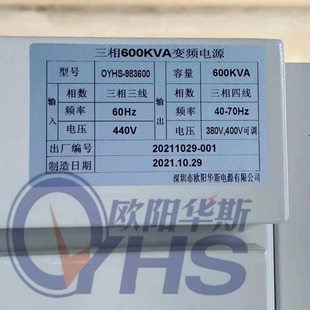 三相600KVA变频电源
型号 OYHS-983600 容量 600KVA
输入 相数 三相三线 输出 相数 三相四线
频率 60Hz 频率 40-70Hz
电压 440V 电压 380V,400V可调
出厂编号 20211029-001
制造日期 2021.10.29
深圳市欧阳华斯电源有限公司
欧阳华斯
OYHS